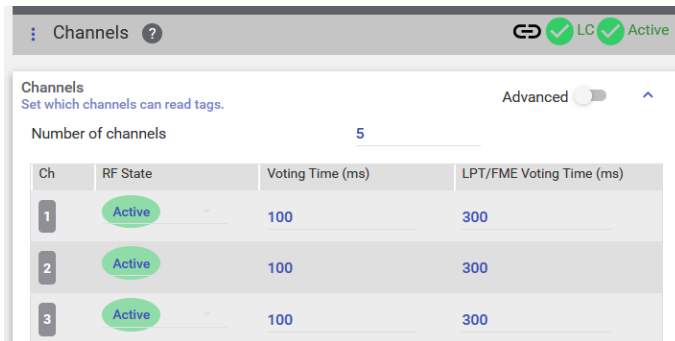 Channels ? LC Active
Channels
Set which channels can read tags.
Advanced
Number of channels 5
Ch RF State Voting Time (ms) LPT/FME Voting Time (ms)
1 Active 100 300
2 Active 100 300
3 Active 100 300